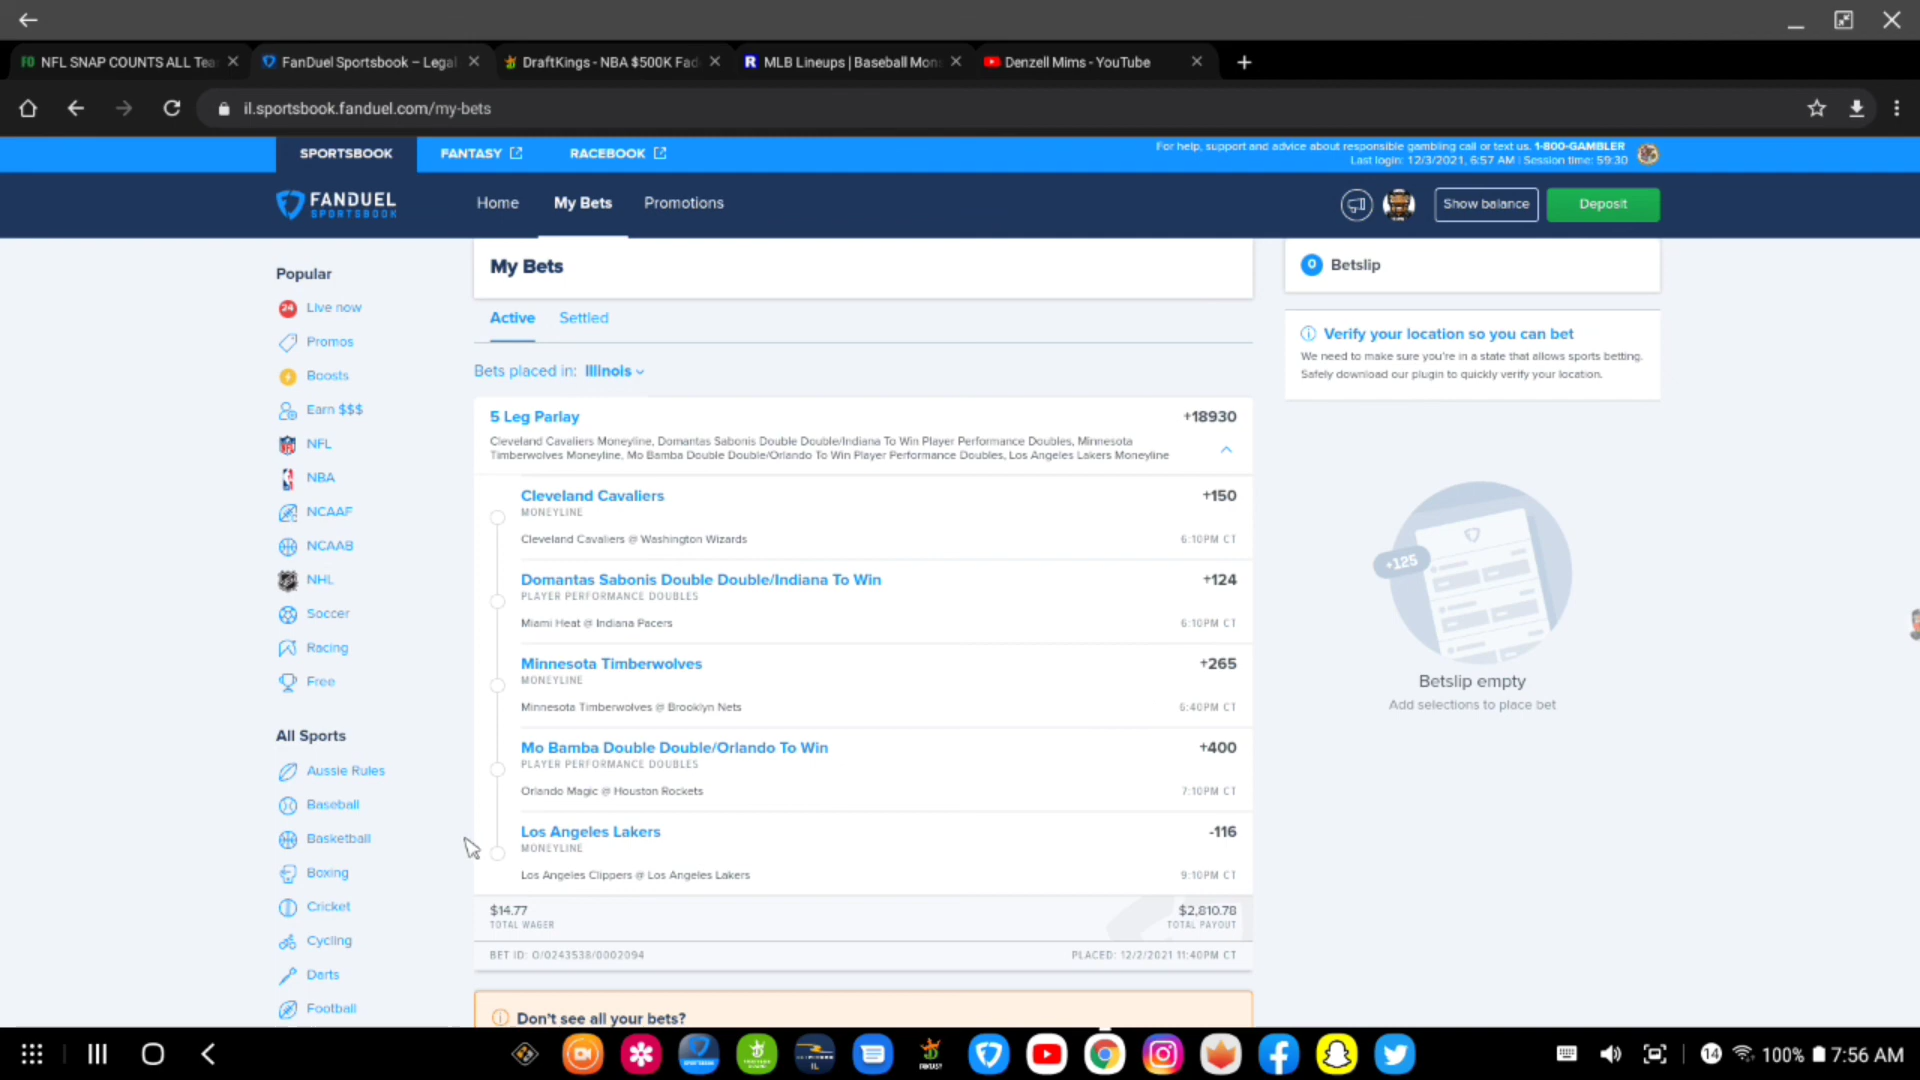 NFL SNAP COUNTS ALL Tea
FanDuel Sportsbook – Legal
DraftKings - NBA $500K Fad
MLB Lineups | Baseball Mon
Denzell Mims - YouTube
il.sportsbook.fanduel.com/my-bets
SPORTSBOOK
FANTASY
RACEBOOK
For help, support and advice about responsible gambling call or text us. 1-800-GAMBLER
Last login: 12/3/2021, 6:57 AM | Session time: 59:30
FANDUEL
SPORTSBOOK
Home
My Bets
Promotions
Show balance
Deposit
Popular
24 Live now
Promos
Boosts
Earn $$$
NFL
NBA
NCAAF
NCAAB
NHL
Soccer
Racing
Free
All Sports
Aussie Rules
Baseball
Basketball
Boxing
Cricket
Cycling
Darts
Football
My Bets
Active
Settled
Bets placed in: Illinois
5 Leg Parlay
+18930
Cleveland Cavaliers Moneyline, Domantas Sabonis Double Double/Indiana To Win Player Performance Doubles, Minnesota
Timberwolves Moneyline, Mo Bamba Double Double/Orlando To Win Player Performance Doubles, Los Angeles Lakers Moneyline
Cleveland Cavaliers
+150
MONEYLINE
Cleveland Cavaliers @ Washington Wizards
6:10PM CT
Domantas Sabonis Double Double/Indiana To Win
+124
PLAYER PERFORMANCE DOUBLES
Miami Heat @ Indiana Pacers
6:10PM CT
Minnesota Timberwolves
+265
MONEYLINE
Minnesota Timberwolves @ Brooklyn Nets
6:40PM CT
Mo Bamba Double Double/Orlando To Win
+400
PLAYER PERFORMANCE DOUBLES
Orlando Magic @ Houston Rockets
7:10PM CT
Los Angeles Lakers
-116
MONEYLINE
Los Angeles Clippers @ Los Angeles Lakers
9:10PM CT
$14.77
$2,810.78
TOTAL WAGER
TOTAL PAYOUT
BET ID: O/0243538/0002094
PLACED: 12/2/2021 11:40PM CT
Don't see all your bets?
0 Betslip
Verify your location so you can bet
We need to make sure you're in a state that allows sports betting.
Safely download our plugin to quickly verify your location.
+125
Betslip empty
Add selections to place bet
14
100%
7:56 AM